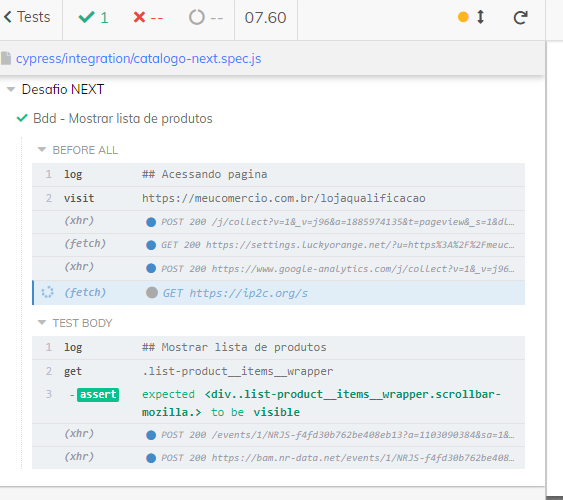 Tests
1
--
--
07.60
cypress/integration/catalogo-next.spec.js
Desafio NEXT
Bdd - Mostrar lista de produtos
BEFORE ALL
1 log ## Acessando pagina
2 visit https://meucomercio.com.br/lojaqualificacao
(xhr) POST 200 /j/collect?v=1&_v=j96&a=1885974135&t=pageview&_s=1&dl…
(fetch) GET 200 https://settings.luckyorange.net/?u=https%3A%2F%2Fmeuc…
(xhr) POST 200 https://www.google-analytics.com/j/collect?v=1&_v=j96…
(fetch) GET https://ip2c.org/s
TEST BODY
1 log ## Mostrar lista de produtos
2 get .list-product__items__wrapper
3 -assert expected <div..list-product__items__wrapper.scrollbar-
mozilla.> to be visible
(xhr) POST 200 /events/1/NRJS-f4fd30b762be408eb13?a=1103090384&sa=1&…
(xhr) POST 200 https://bam.nr-data.net/events/1/NRJS-f4fd30b762be408…